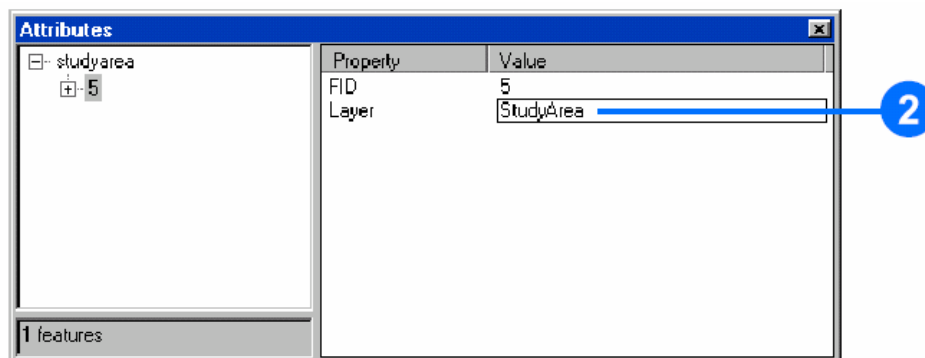 Attributes
studyarea
5
Property Value
FID 5
Layer StudyArea
2
1 features